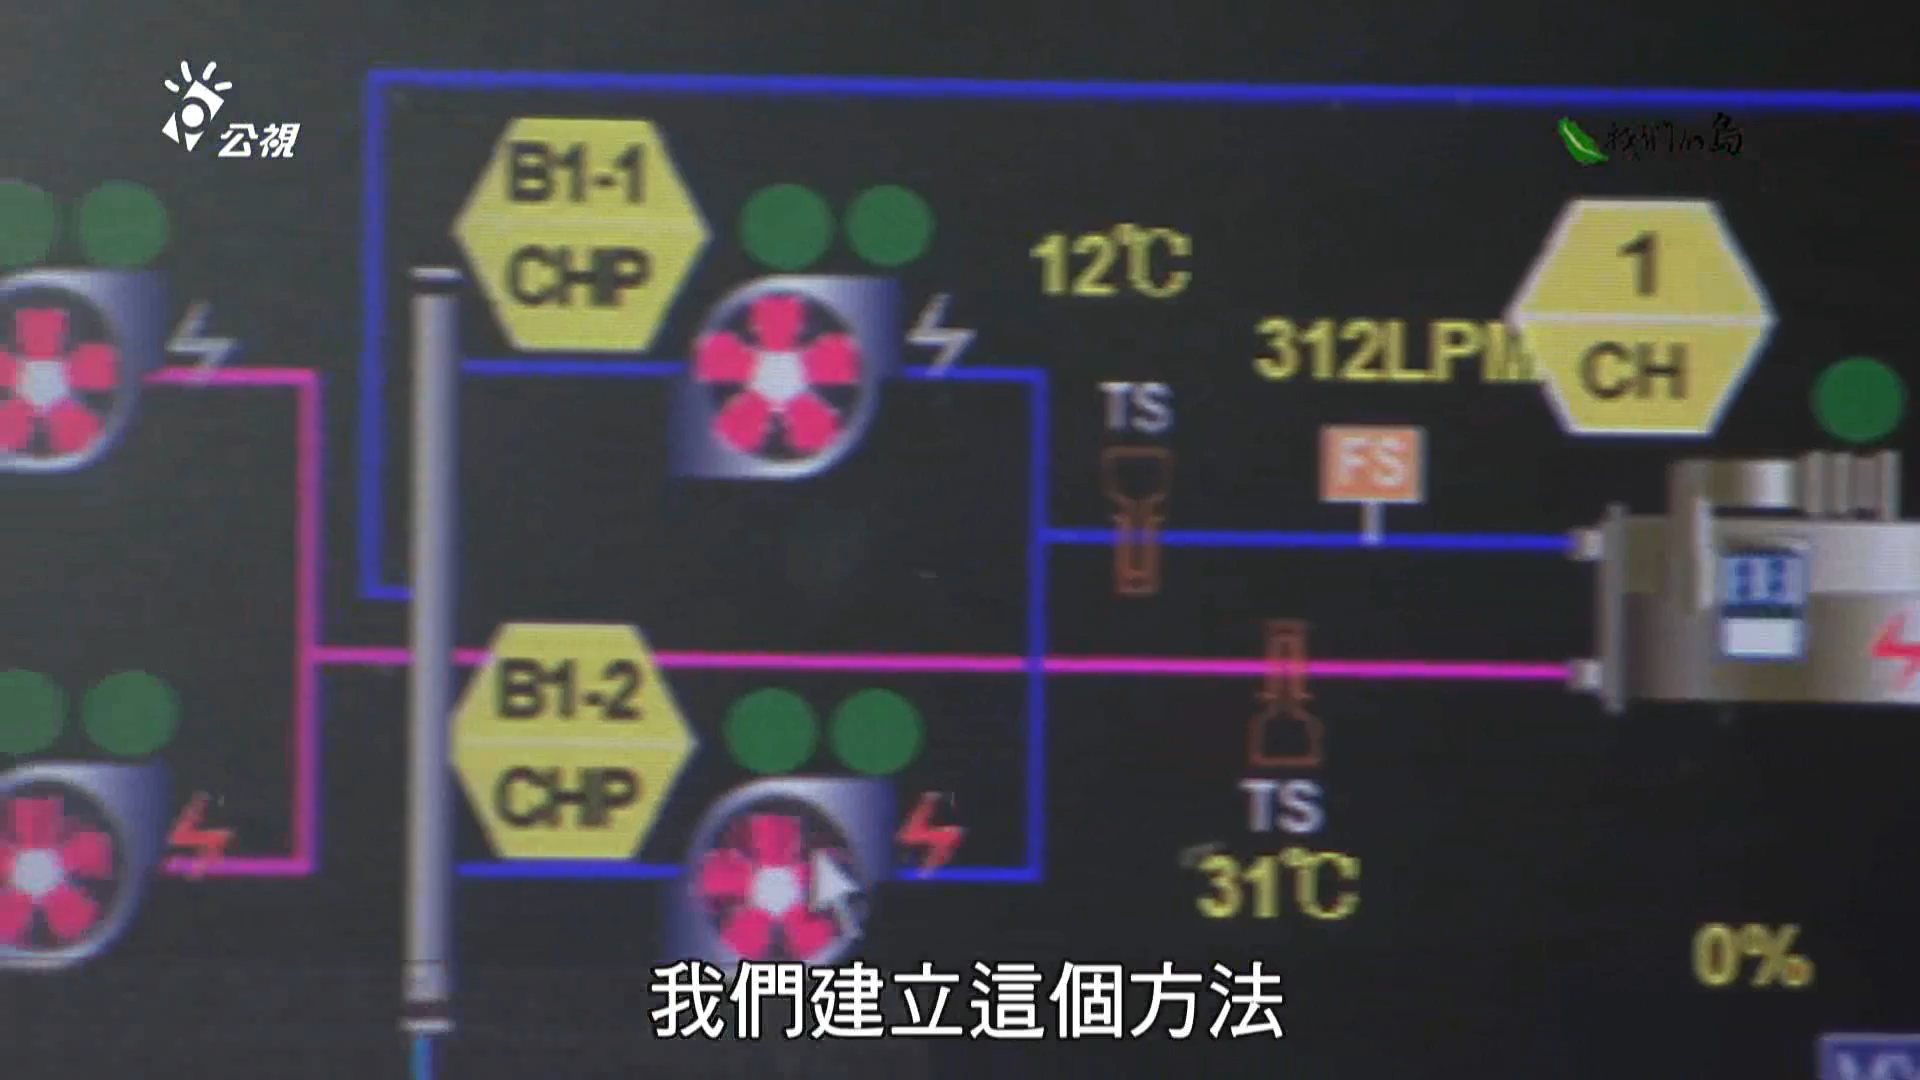 公視
我們的島
B1-1
CHP
12℃
1
CH
312LPM
TS
FS
B1-2
CHP
TS
31℃
0%
我們建立這個方法